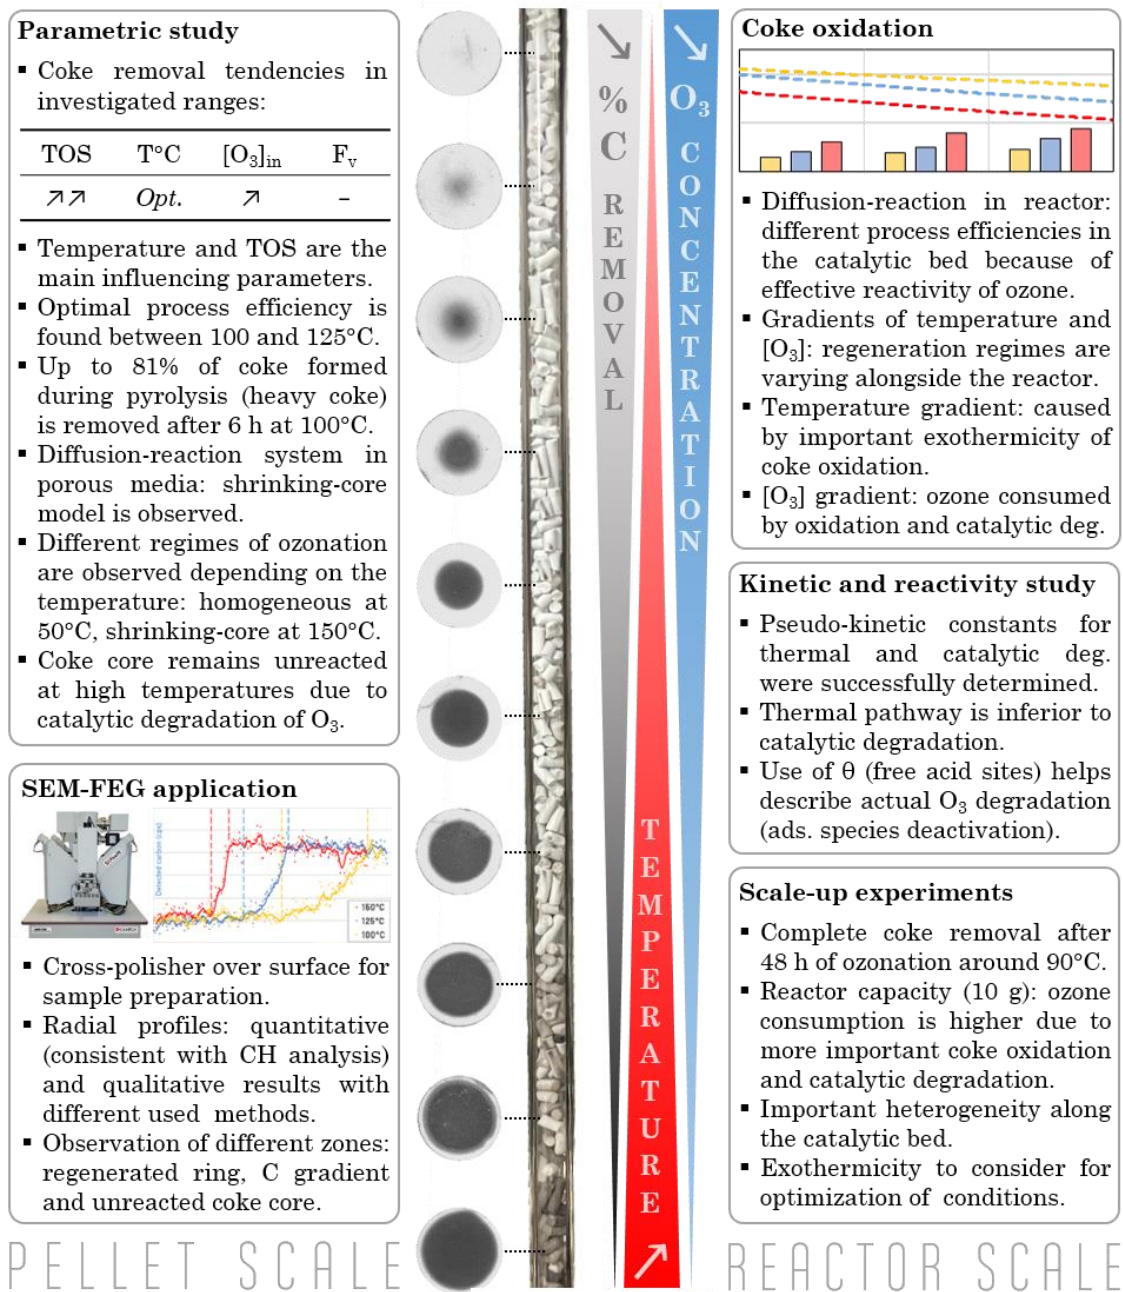 Parametric study
▪ Coke removal tendencies in
investigated ranges:
TOS T°C [O₃]in Fv
↗↗ Opt. ↗ –
▪ Temperature and TOS are the
main influencing parameters.
▪ Optimal process efficiency is
found between 100 and 125°C.
▪ Up to 81% of coke formed
during pyrolysis (heavy coke)
is removed after 6 h at 100°C.
▪ Diffusion-reaction system in
porous media: shrinking-core
model is observed.
▪ Different regimes of ozonation
are observed depending on the
temperature: homogeneous at
50°C, shrinking-core at 150°C.
▪ Coke core remains unreacted
at high temperatures due to
catalytic degradation of O₃.
SEM-FEG application
Detected carbon (cps)
150°C
125°C
100°C
▪ Cross-polisher over surface for
sample preparation.
▪ Radial profiles: quantitative
(consistent with CH analysis)
and qualitative results with
different used methods.
▪ Observation of different zones:
regenerated ring, C gradient
and unreacted coke core.
PELLET SCALE
↘ % C REMOVAL
↘ O₃ CONCENTRATION
TEMPERATURE ↗
Coke oxidation
▪ Diffusion-reaction in reactor:
different process efficiencies in
the catalytic bed because of
effective reactivity of ozone.
▪ Gradients of temperature and
[O₃]: regeneration regimes are
varying alongside the reactor.
▪ Temperature gradient: caused
by important exothermicity of
coke oxidation.
▪ [O₃] gradient: ozone consumed
by oxidation and catalytic deg.
Kinetic and reactivity study
▪ Pseudo-kinetic constants for
thermal and catalytic deg.
were successfully determined.
▪ Thermal pathway is inferior to
catalytic degradation.
▪ Use of θ (free acid sites) helps
describe actual O₃ degradation
(ads. species deactivation).
Scale-up experiments
▪ Complete coke removal after
48 h of ozonation around 90°C.
▪ Reactor capacity (10 g): ozone
consumption is higher due to
more important coke oxidation
and catalytic degradation.
▪ Important heterogeneity along
the catalytic bed.
▪ Exothermicity to consider for
optimization of conditions.
REACTOR SCALE